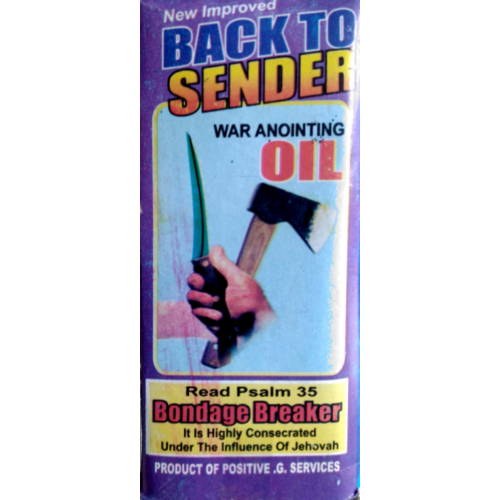 New Improved
BACK TO
SENDER
WAR ANOINTING
OIL
Read Psalm 35
Bondage Breaker
It Is Highly Consecrated
Under The Influence Of Jehovah
PRODUCT OF POSITIVE .G. SERVICES